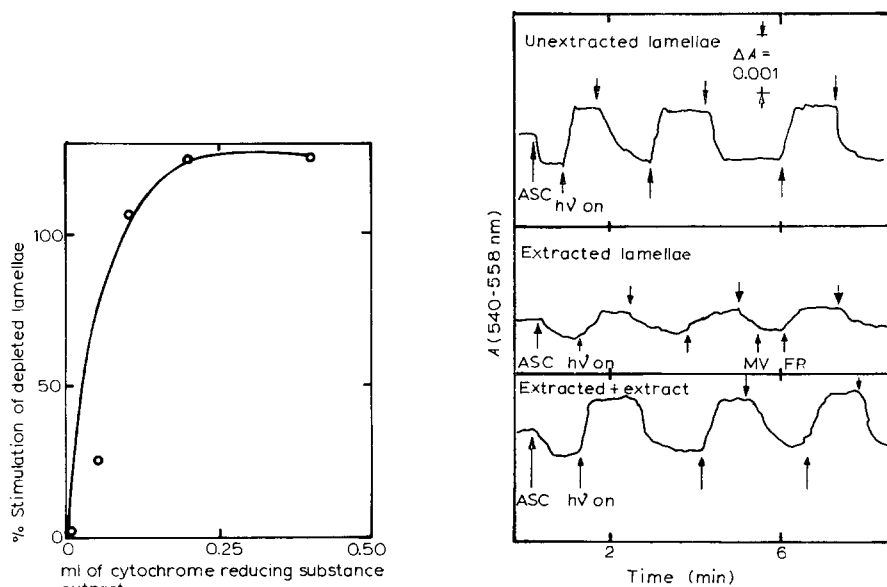 % Stimulation of depleted lamellae
100
50
0
0
0.25
0.50
ml of cytochrome reducing substance
Unextracted lamellae
ΔA =
0.001
ASC hν on
Extracted lamellae
ASC hν on MV FR
Extracted + extract
ASC hν on
A (540-558 nm)
2 6
Time (min)